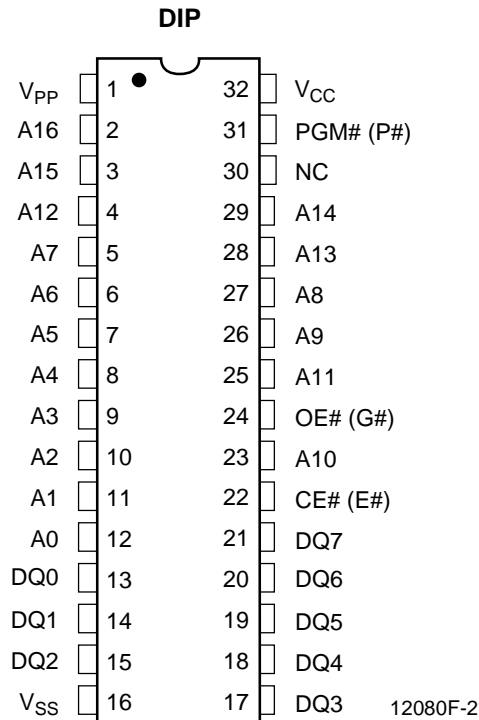 DIP
VPP 1 32 VCC
A16 2 31 PGM# (P#)
A15 3 30 NC
A12 4 29 A14
A7 5 28 A13
A6 6 27 A8
A5 7 26 A9
A4 8 25 A11
A3 9 24 OE# (G#)
A2 10 23 A10
A1 11 22 CE# (E#)
A0 12 21 DQ7
DQ0 13 20 DQ6
DQ1 14 19 DQ5
DQ2 15 18 DQ4
VSS 16 17 DQ3 12080F-2